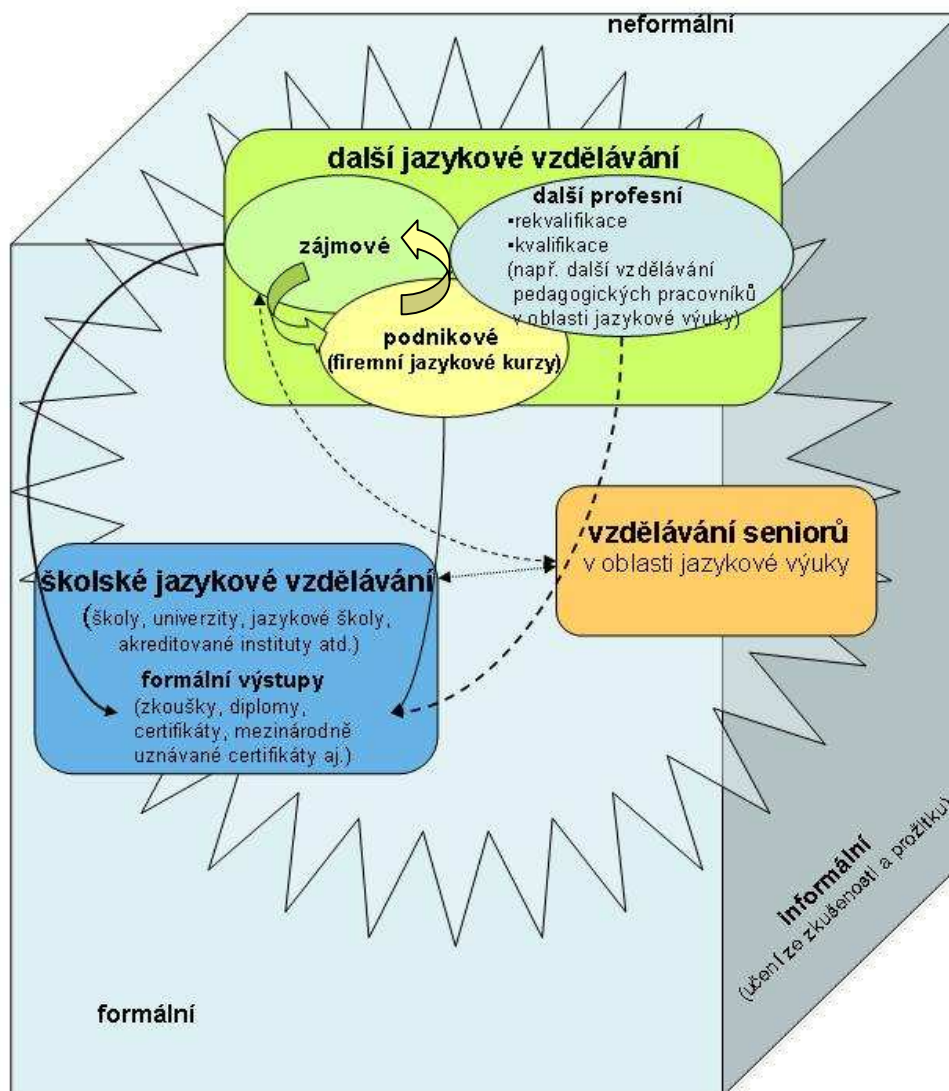 neformální
další jazykové vzdělávání
další profesní
▪rekvalifikace
▪kvalifikace
(např. další vzdělávání
pedagogických pracovníků
v oblasti jazykové výuky)
zájmové
podnikové
(firemní jazykové kurzy)
vzdělávání seniorů
v oblasti jazykové výuky
školské jazykové vzdělávání
(školy, univerzity, jazykové školy,
akreditované instituty atd.)
formální výstupy
(zkoušky, diplomy,
certifikáty, mezinárodně
uznávané certifikáty aj.)
informální
(učení ze zkušeností a prožitků)
formální